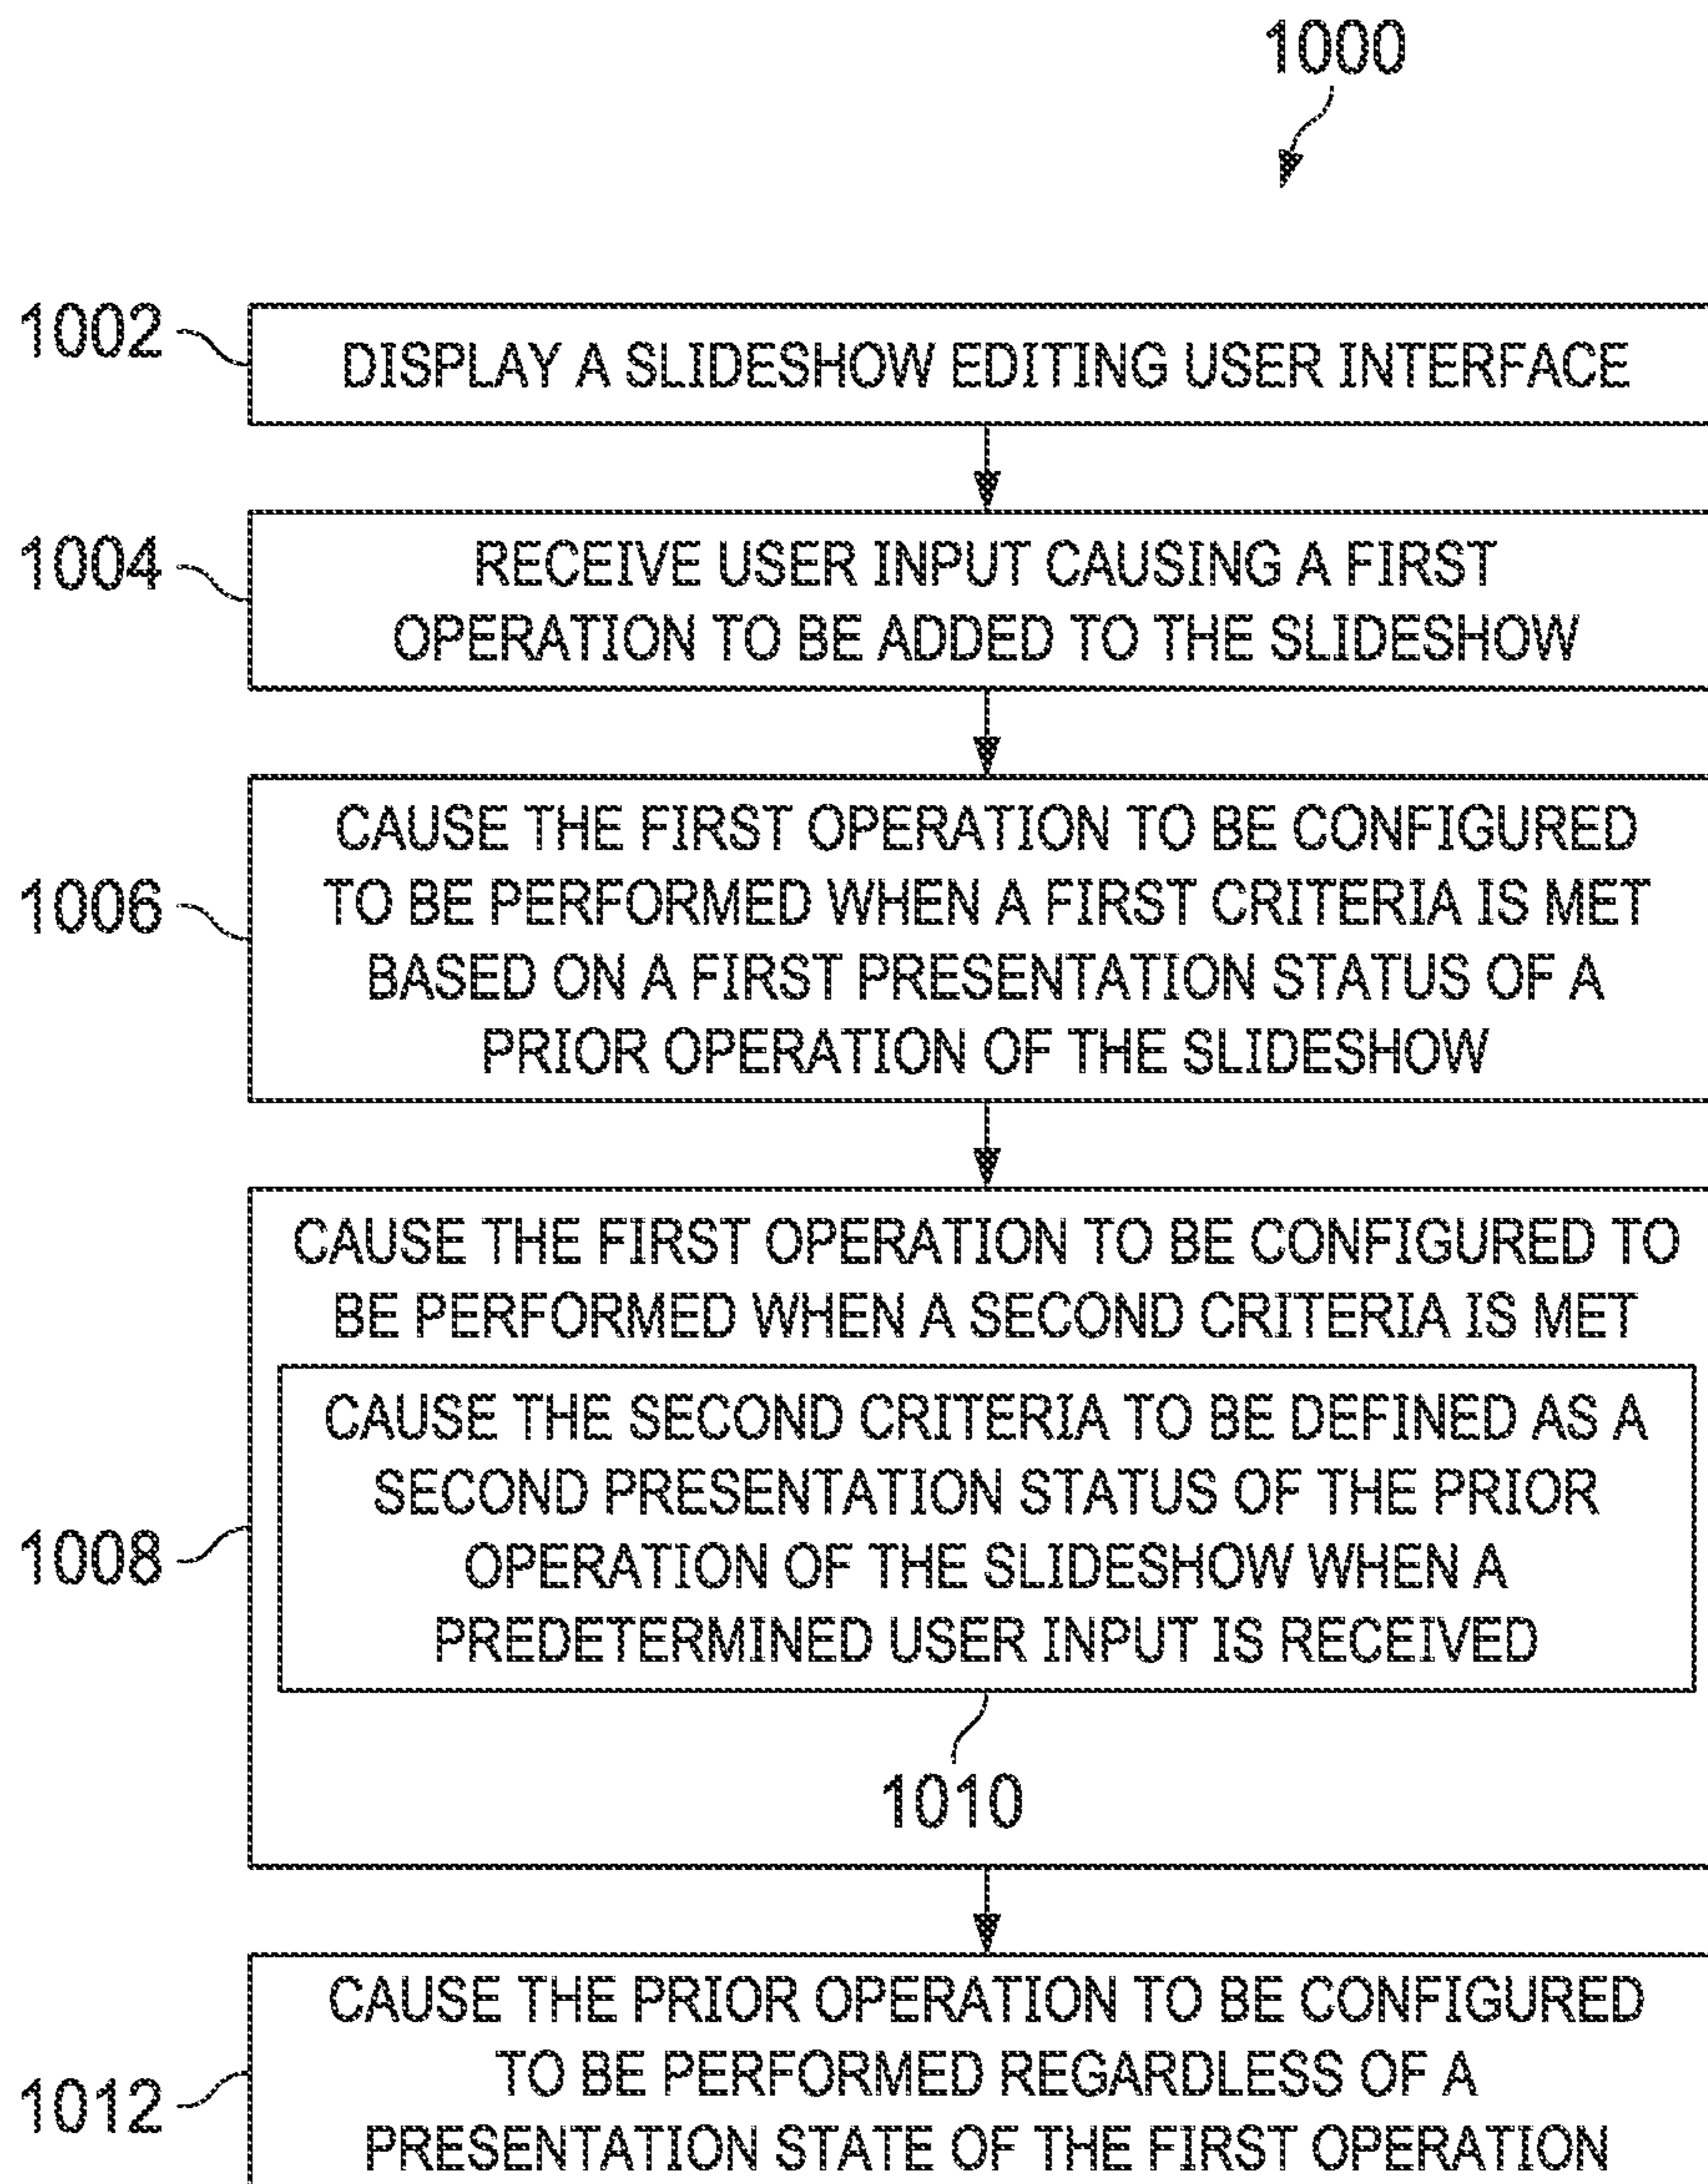 1000
1002
DISPLAY A SLIDESHOW EDITING USER INTERFACE
1004
RECEIVE USER INPUT CAUSING A FIRST
OPERATION TO BE ADDED TO THE SLIDESHOW
1006
CAUSE THE FIRST OPERATION TO BE CONFIGURED
TO BE PERFORMED WHEN A FIRST CRITERIA IS MET
BASED ON A FIRST PRESENTATION STATUS OF A
PRIOR OPERATION OF THE SLIDESHOW
1008
CAUSE THE FIRST OPERATION TO BE CONFIGURED TO
BE PERFORMED WHEN A SECOND CRITERIA IS MET
CAUSE THE SECOND CRITERIA TO BE DEFINED AS A
SECOND PRESENTATION STATUS OF THE PRIOR
OPERATION OF THE SLIDESHOW WHEN A
PREDETERMINED USER INPUT IS RECEIVED
1010
1012
CAUSE THE PRIOR OPERATION TO BE CONFIGURED
TO BE PERFORMED REGARDLESS OF A
PRESENTATION STATE OF THE FIRST OPERATION